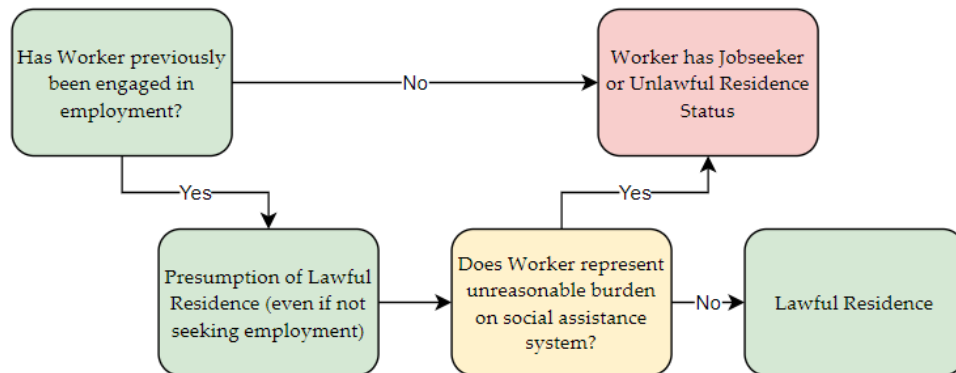 Has Worker previously
been engaged in
employment?
No
Worker has Jobseeker
or Unlawful Residence
Status
Yes
Yes
Presumption of Lawful
Residence (even if not
seeking employment)
Does Worker represent
unreasonable burden
on social assistance
system?
No
Lawful Residence